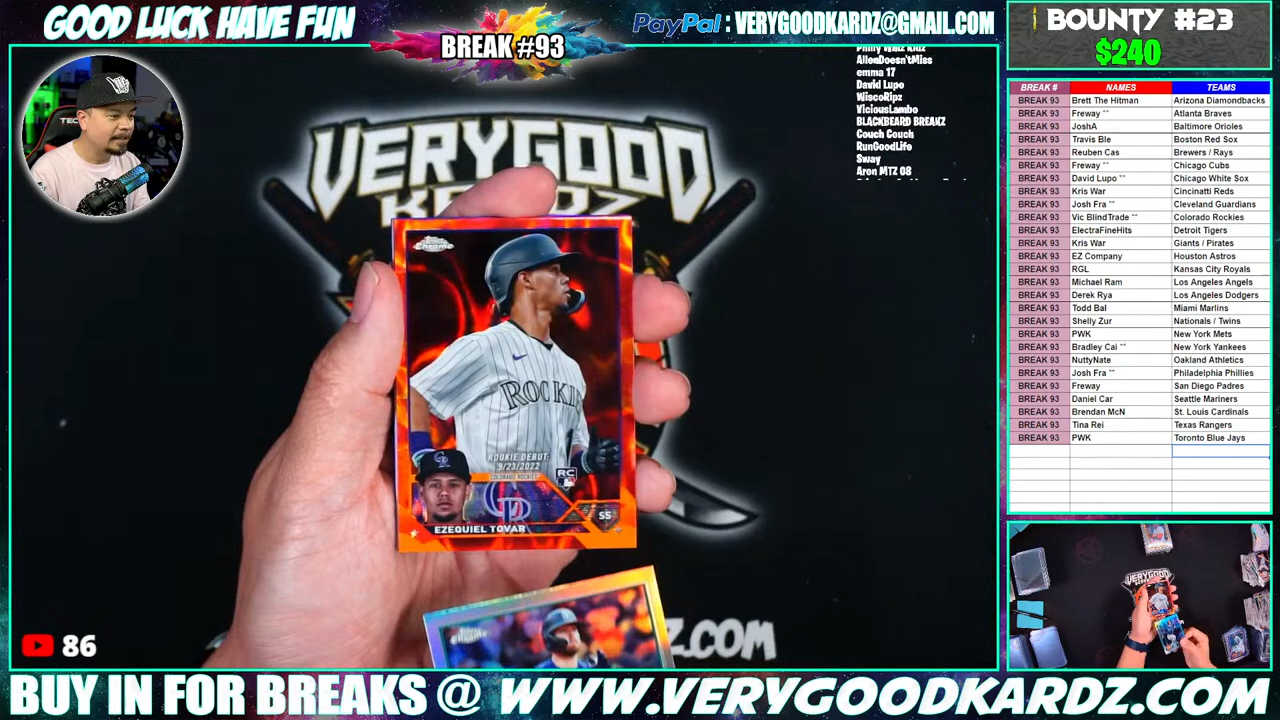 GOOD LUCK HAVE FUN
BREAK #93
PayPal : VERYGOODKARDZ@GMAIL.COM
BOUNTY #23
$240
Philly Whiz Kidz
AllenDoesn'tMiss
emma 17
David Lupo
WiscoRipz
ViciousLambo
BLACKBEARD BREAKZ
Couch Couch
RunGoodLife
Sway
Aron MTZ 08
BREAK # NAMES TEAMS
BREAK 93 Brett The Hitman Arizona Diamondbacks
BREAK 93 Freway ** Atlanta Braves
BREAK 93 JoshA Baltimore Orioles
BREAK 93 Travis Ble Boston Red Sox
BREAK 93 Reuben Cas Brewers / Rays
BREAK 93 Freway ** Chicago Cubs
BREAK 93 David Lupo ** Chicago White Sox
BREAK 93 Kris War Cincinatti Reds
BREAK 93 Josh Fra ** Cleveland Guardians
BREAK 93 Vic BlindTrade ** Colorado Rockies
BREAK 93 ElectraFineHits Detroit Tigers
BREAK 93 Kris War Giants / Pirates
BREAK 93 EZ Company Houston Astros
BREAK 93 RGL Kansas City Royals
BREAK 93 Michael Ram Los Angeles Angels
BREAK 93 Derek Rya Los Angeles Dodgers
BREAK 93 Todd Bal Miami Marlins
BREAK 93 Shelly Zur Nationals / Twins
BREAK 93 PWK New York Mets
BREAK 93 Bradley Cai ** New York Yankees
BREAK 93 NuttyNate Oakland Athletics
BREAK 93 Josh Fra ** Philadelphia Phillies
BREAK 93 Freway San Diego Padres
BREAK 93 Daniel Car Seattle Mariners
BREAK 93 Brendan McN St. Louis Cardinals
BREAK 93 Tina Rei Texas Rangers
BREAK 93 PWK Toronto Blue Jays
VERY GOOD
Topps Chrome
ROCKIE
ROOKIE DEBUT:
9/23/2022
COLORADO ROCKIES
RC
CR
SS
EZEQUIEL TOVAR
Z.COM
86
BUY IN FOR BREAKS @ WWW.VERYGOODKARDZ.COM